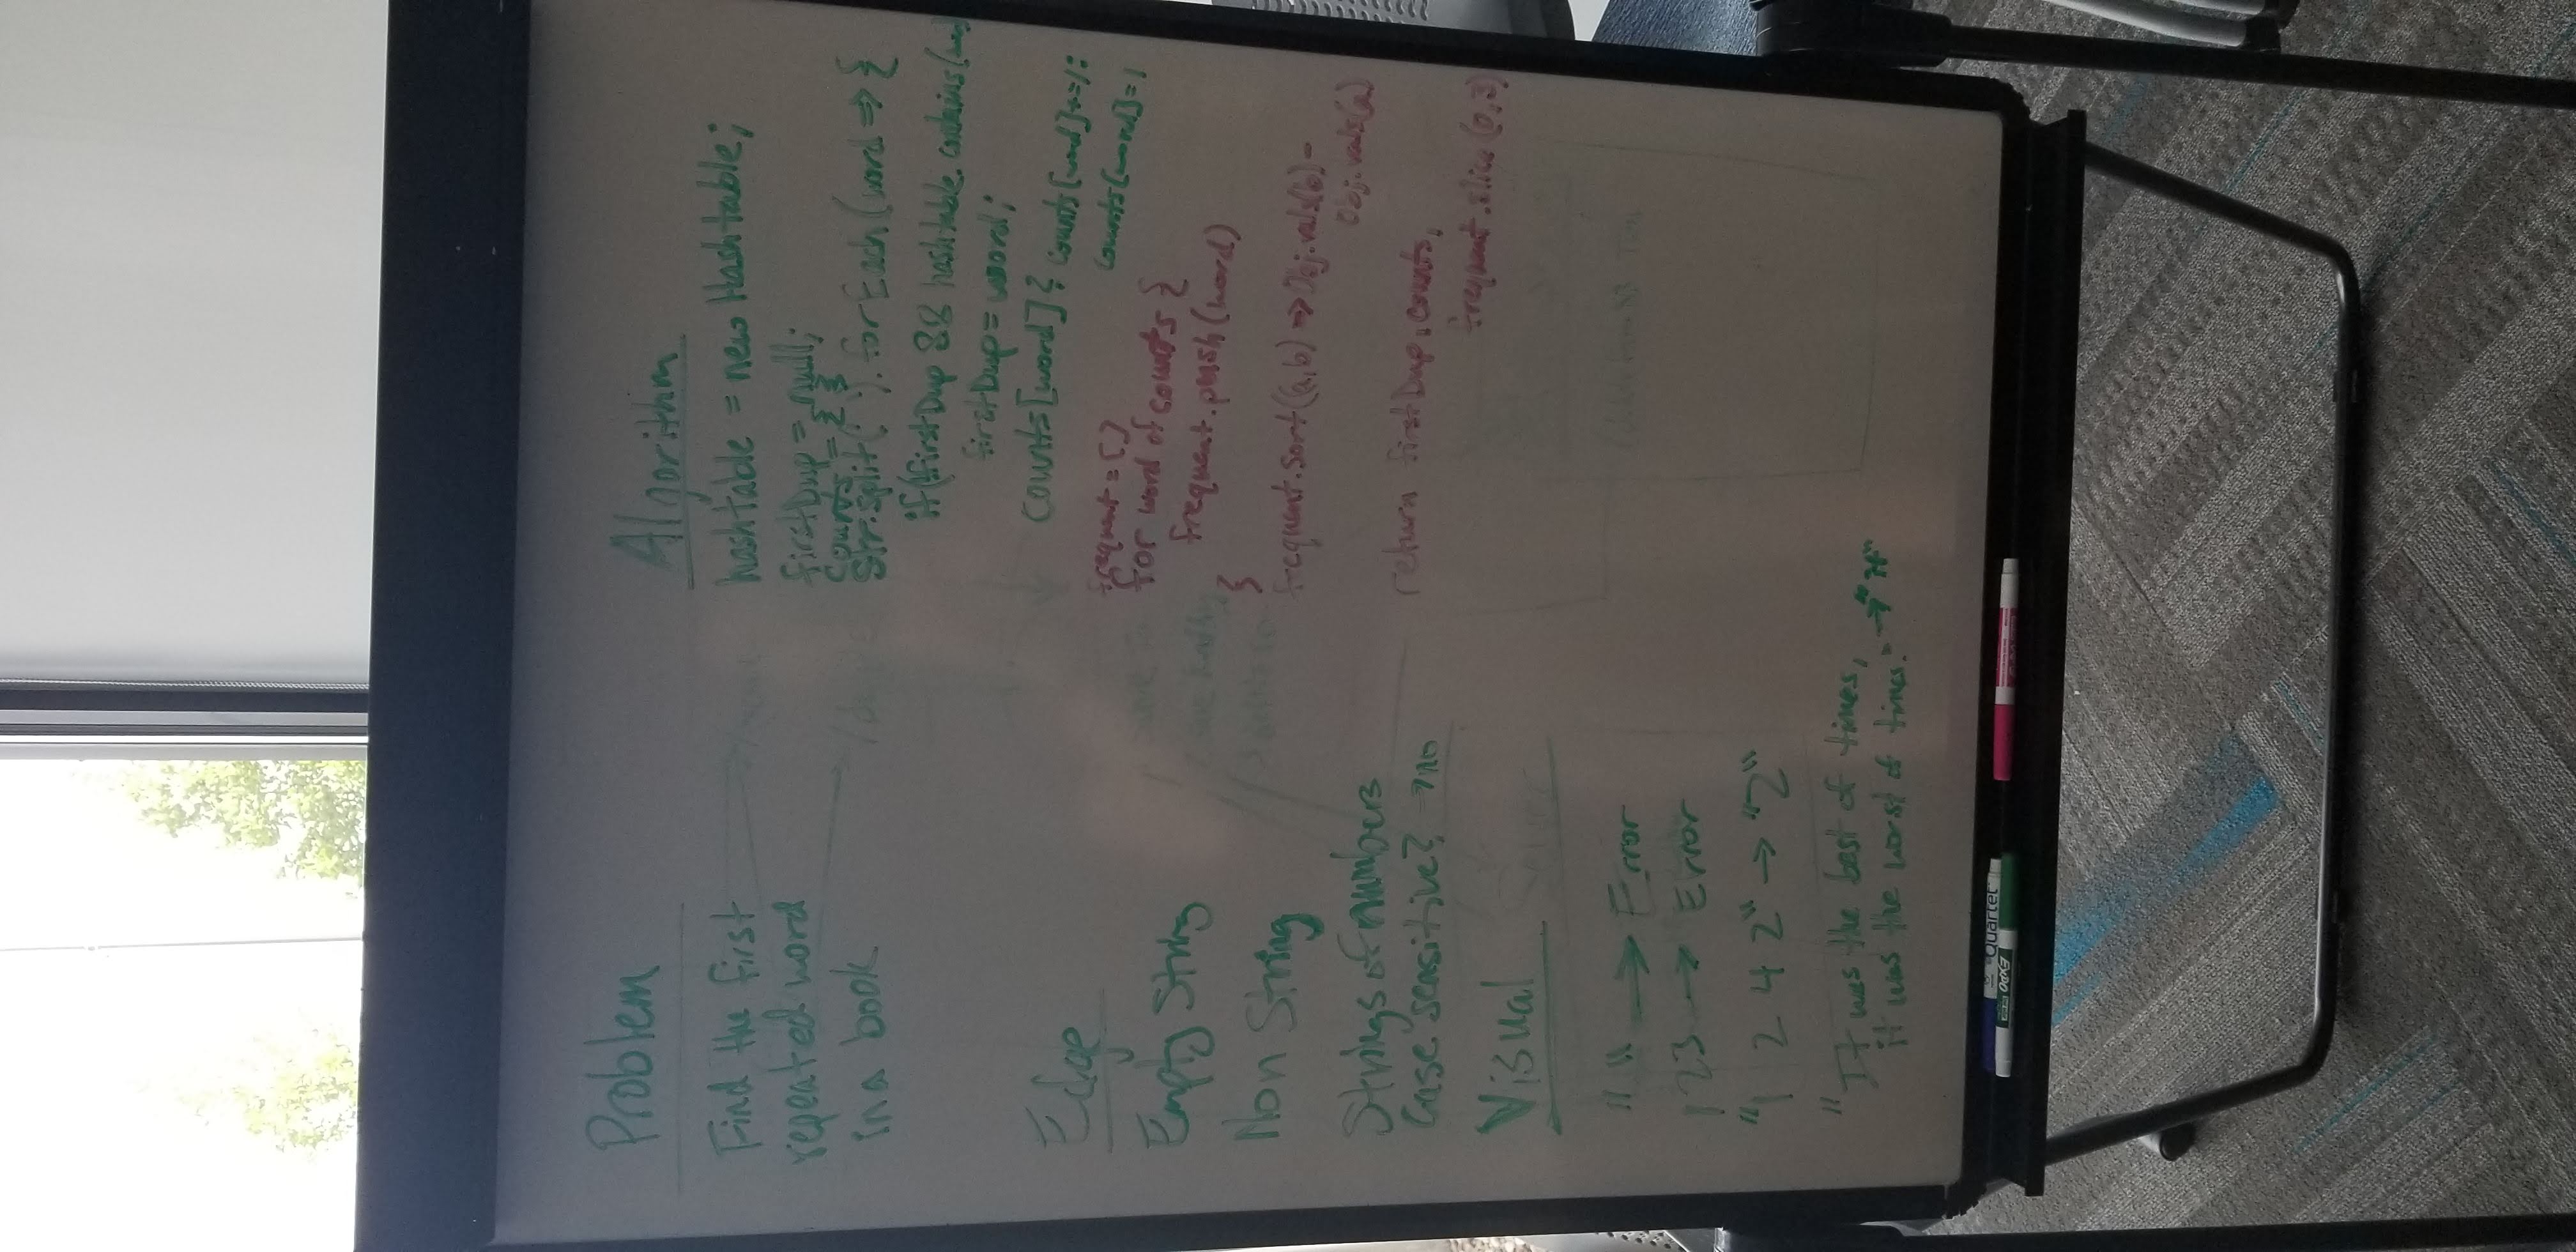 Problem
Find the first
repeated word
in a book
Edge
Empty String
Non String
Strings of numbers
Case sensitive? → no
Visual
" " → Error
123 → Error
"1 2 4 2" → "2"
"It was the best of times,
it was the worst of times." → "it"
Algorithm
hashtable = new Hashtable;
firstDup = null;
Counts = { }
Str.split(' ').forEach(word => {
if(!firstDup && hashtable.contains(word
firstDup = word;
counts[word] ? counts[word]+=1:
counts[word]=1
frequent = []
for word of counts {
frequent.push(word)
}
frequent.sort((a,b) => Obj.vals(b) -
Obj.vals(a)
return firstDup, counts,
frequent.slice(0,3)
Quartet
EXPO